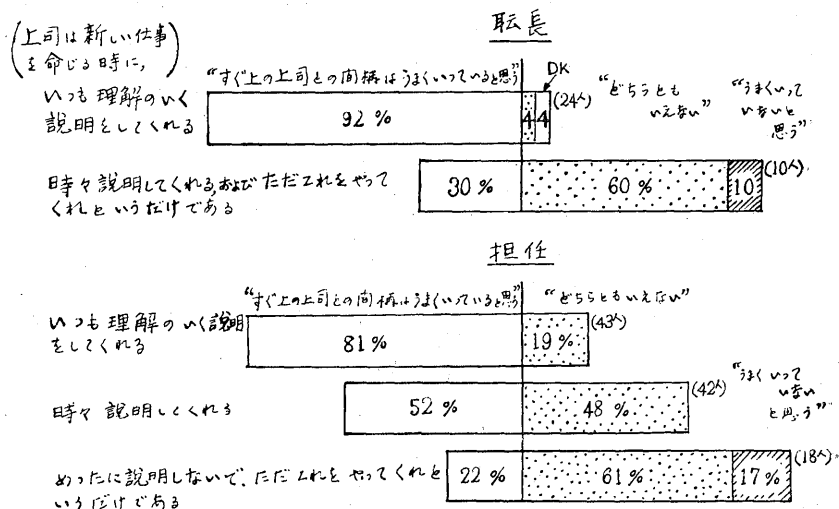 職長
(上司は新しい仕事
を命じる時に,)
"すぐ上の上司との間柄はうまくいっていると思う"
DK
いつも理解のいく
説明をしてくれる
92%
4
4
(24人)
"どちらとも
いえない"
"うまくいって
いないと
思う"
時々説明してくれる,およびただこれをやって
くれというだけである
30%
60%
10
(10人)
担任
"すぐ上の上司との間柄はうまくいっていると思う"
"どちらともいえない"
いつも理解のいく説明
をしてくれる
81%
19%
(43人)
時々説明してくれる
52%
48%
(42人)
"うまくいって
いない
と思う"
めったに説明しないで、ただこれをやってくれと
いうだけである
22%
61%
17%
(18人)